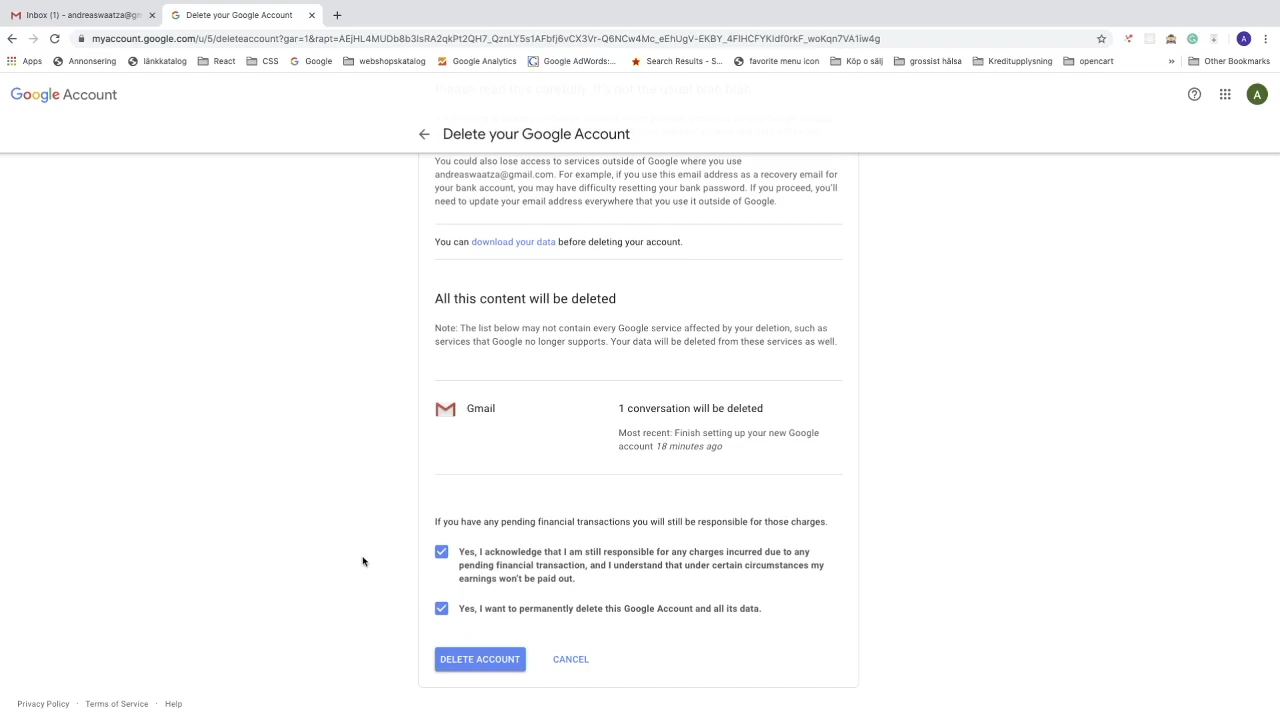 Inbox (1) - andreaswaatza@gm
Delete your Google Account
myaccount.google.com/u/5/deleteaccount?gar=1&rapt=AEjHL4MUDb8b3IsRA2qkPt2QH7_QznLY5s1AFbfj6vCX3Vr-Q6NCw4Mc_eEhUgV-EKBY_4FlHCFYKIdf0rkF_woKqn7VA1iw4g
A
Apps
Annonsering
länkkatalog
React
CSS
Google
webshopskatalog
Google Analytics
Google AdWords:...
Search Results - S...
favorite menu icon
Köp o sälj
grossist hälsa
Kreditupplysning
opencart
»
Other Bookmarks
Google Account
A
Please read this carefully. It's not the usual blah blah.
Delete your Google Account
You could also lose access to services outside of Google where you use
andreaswaatza@gmail.com. For example, if you use this email address as a recovery email for
your bank account, you may have difficulty resetting your bank password. If you proceed, you'll
need to update your email address everywhere that you use it outside of Google.
You can download your data before deleting your account.
All this content will be deleted
Note: The list below may not contain every Google service affected by your deletion, such as
services that Google no longer supports. Your data will be deleted from these services as well.
Gmail
1 conversation will be deleted
Most recent: Finish setting up your new Google
account 18 minutes ago
If you have any pending financial transactions you will still be responsible for those charges.
Yes, I acknowledge that I am still responsible for any charges incurred due to any
pending financial transaction, and I understand that under certain circumstances my
earnings won't be paid out.
Yes, I want to permanently delete this Google Account and all its data.
DELETE ACCOUNT
CANCEL
Privacy Policy · Terms of Service · Help